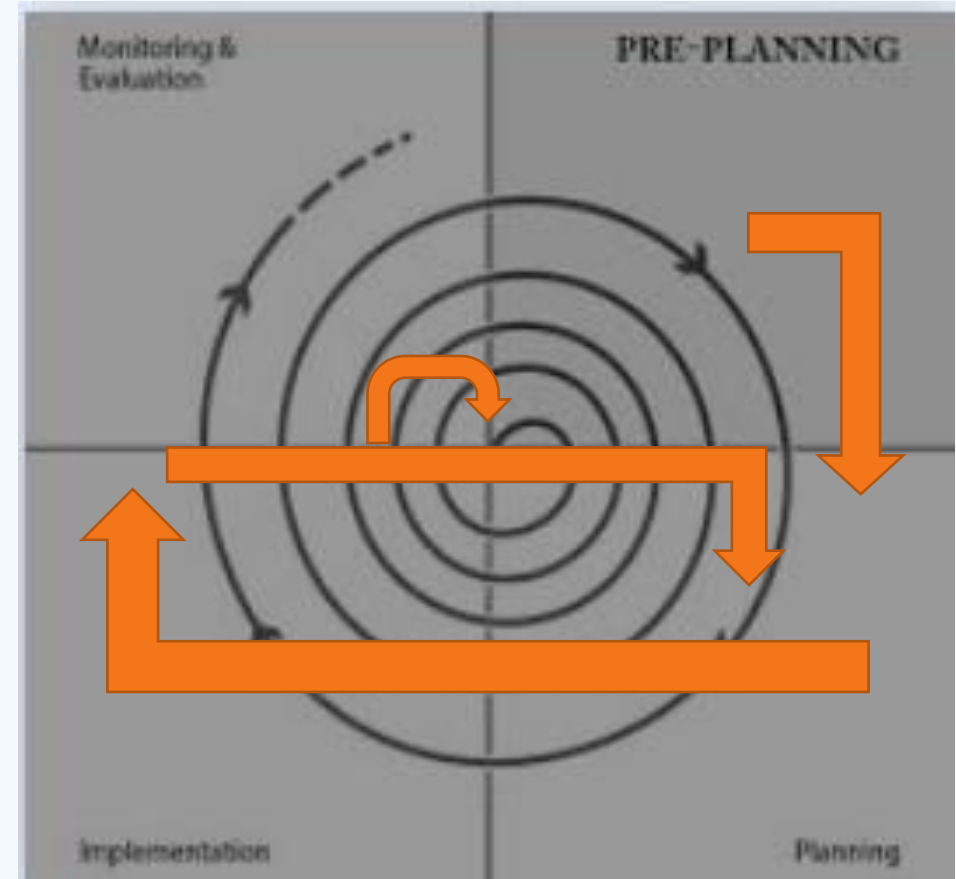 Monitoring &
Evaluation
PRE-PLANNING
Implementation
Planning